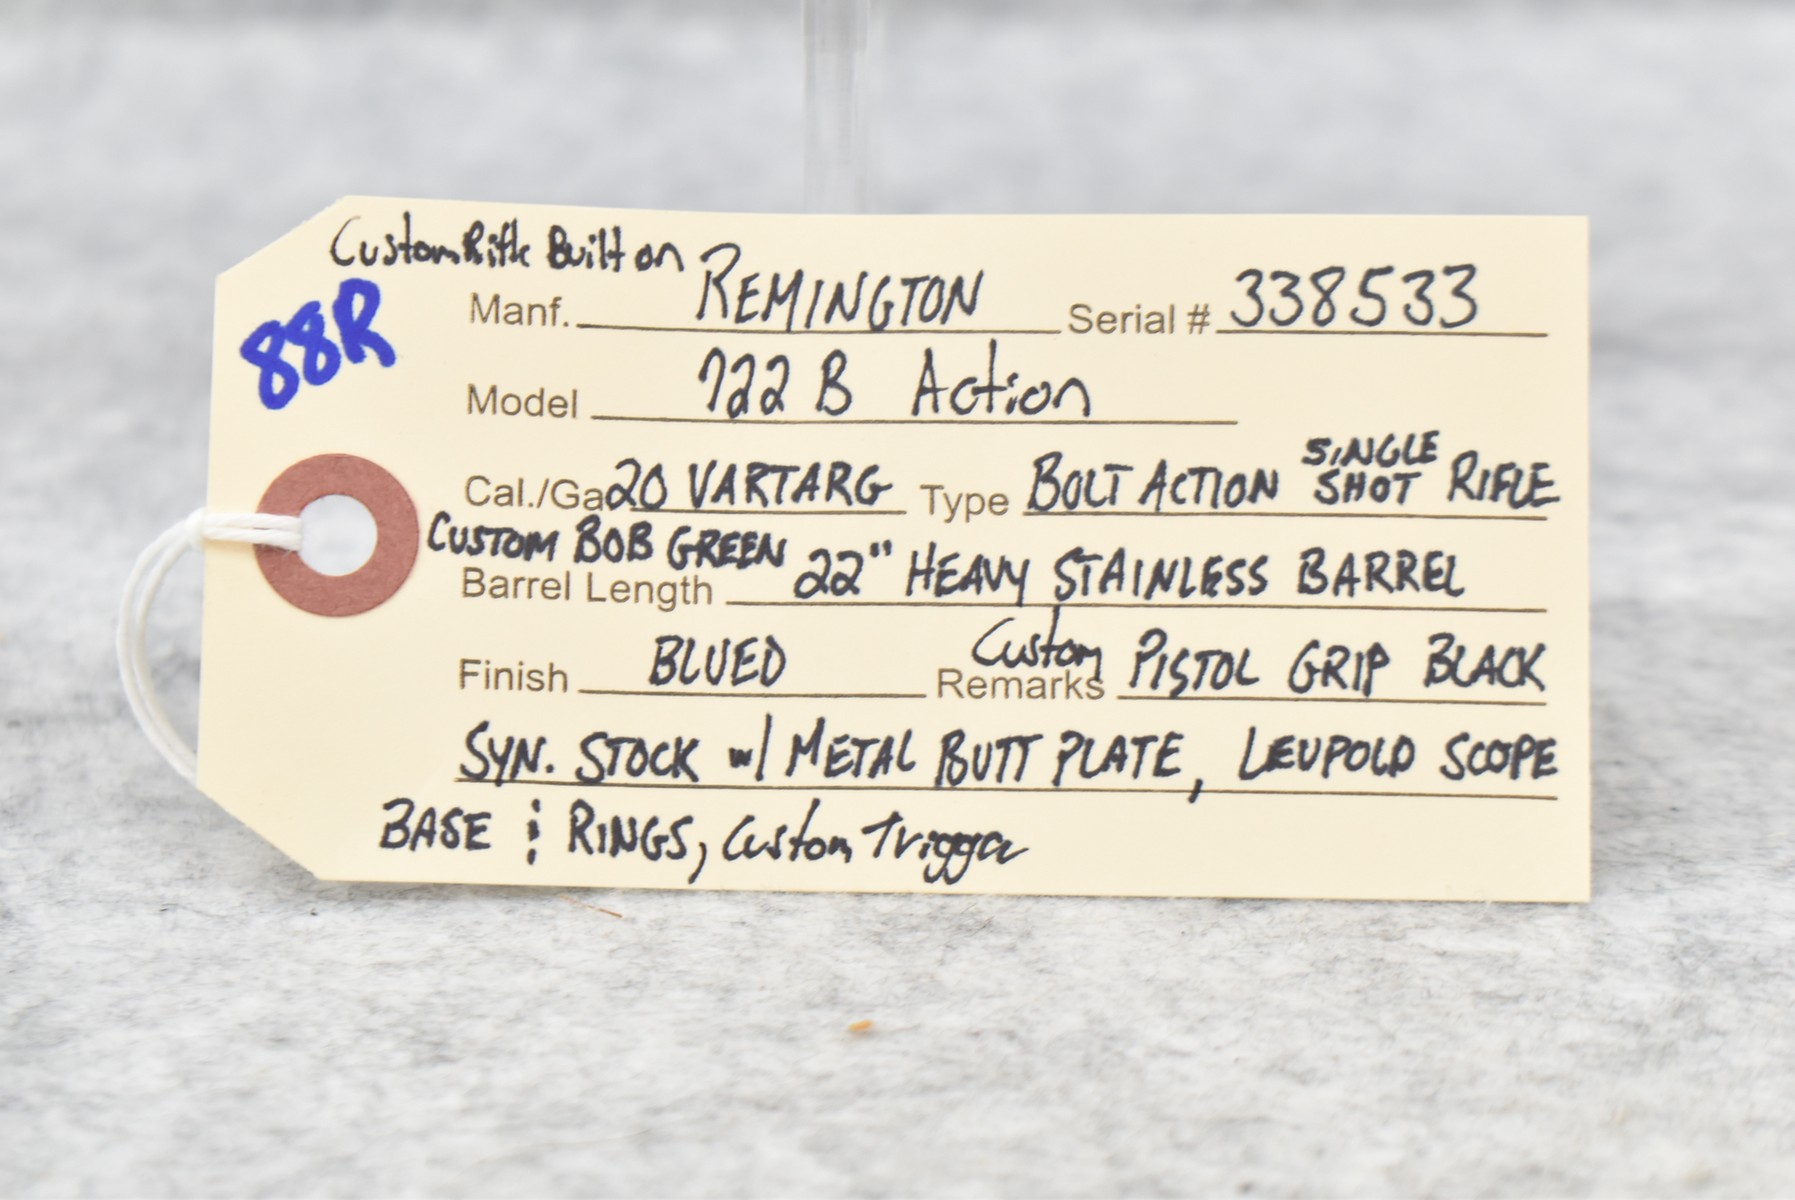 Custom Rifle Built on
88R
Manf. REMINGTON Serial # 338533
Model 722 B Action
Cal./Ga 20 VARTARG Type BOLT ACTION SINGLE SHOT RIFLE
CUSTOM BOB GREEN
Barrel Length 22" HEAVY STAINLESS BARREL
Finish BLUED Remarks Custom PISTOL GRIP BLACK
SYN. STOCK w/ METAL BUTT PLATE, LEUPOLD SCOPE
BASE & RINGS, Custom Trigger